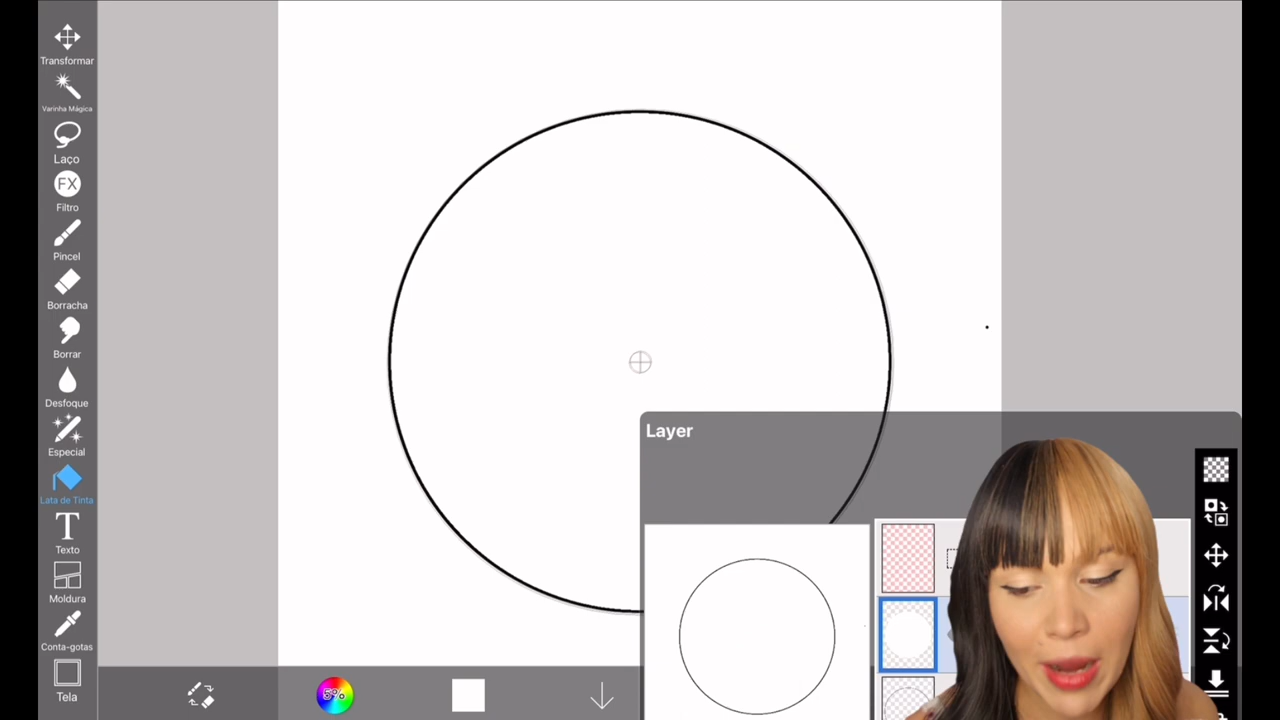 Transformar
Varinha Mágica
Laço
FX
Filtro
Pincel
Borracha
Borrar
Desfoque
Especial
Lata de Tinta
T
Texto
Moldura
Conta-gotas
Tela
5%
Layer